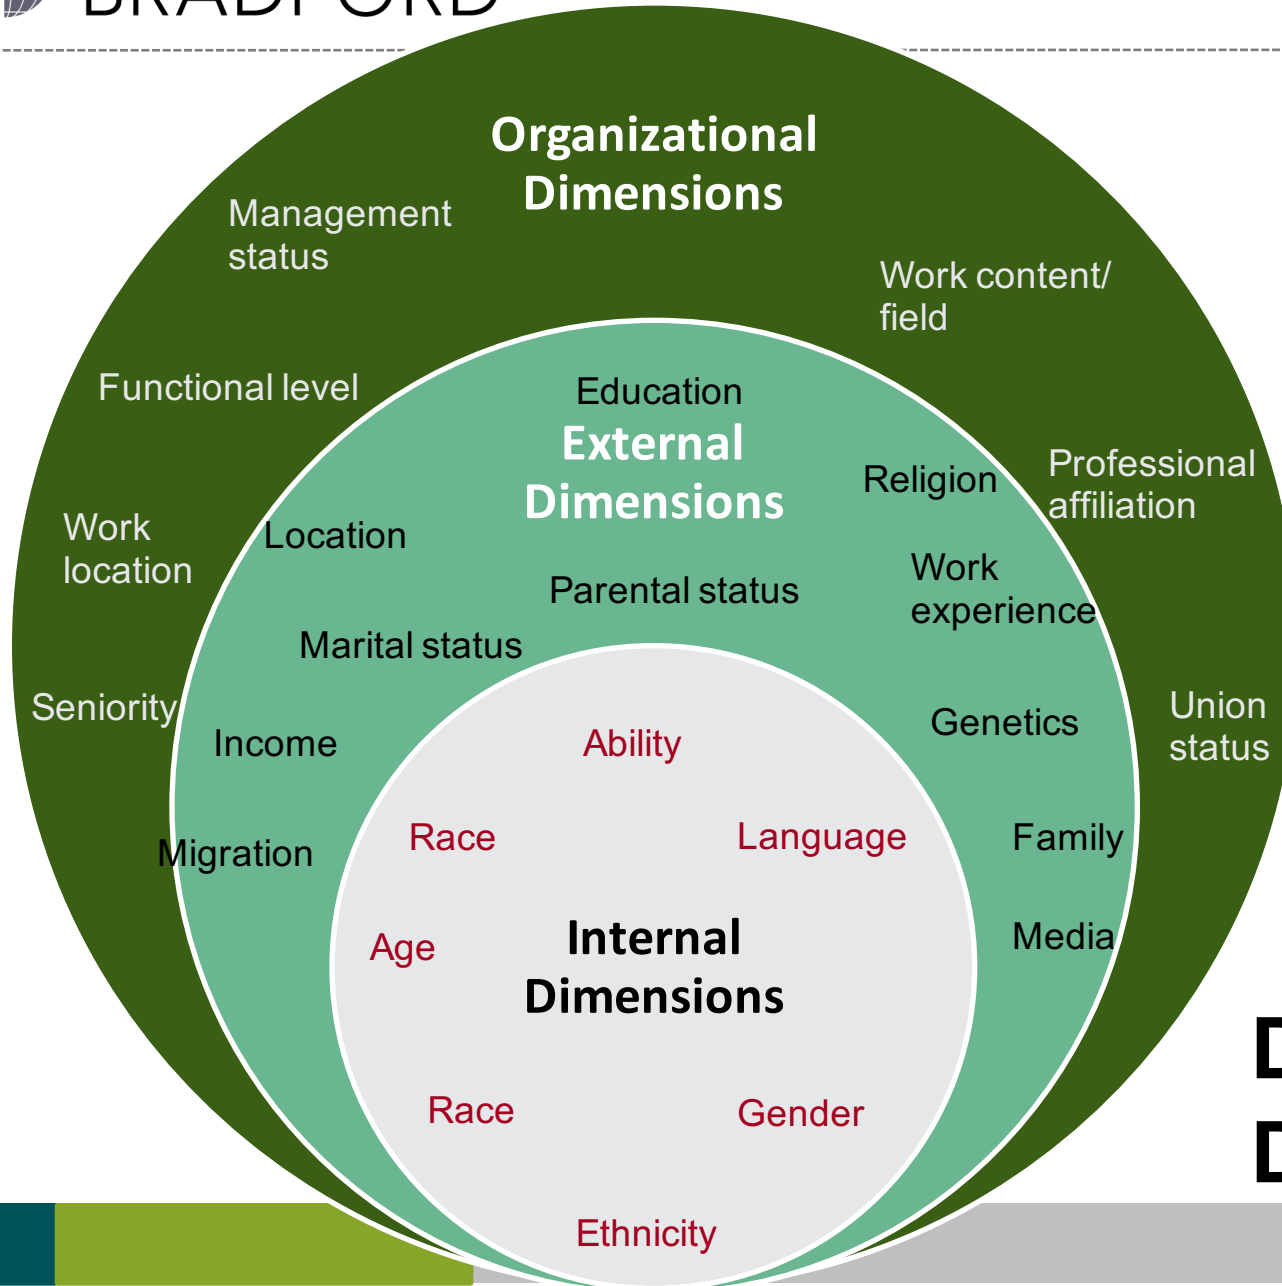 BRADFORD
Organizational
Dimensions
Management
status
Work content/
field
Functional level
Education
External
Dimensions
Religion
Professional
affiliation
Work
location
Location
Parental status
Work
experience
Marital status
Seniority
Income
Genetics
Union
status
Ability
Race
Language
Migration
Family
Age
Internal
Dimensions
Media
Race
Gender
Ethnicity
D
D